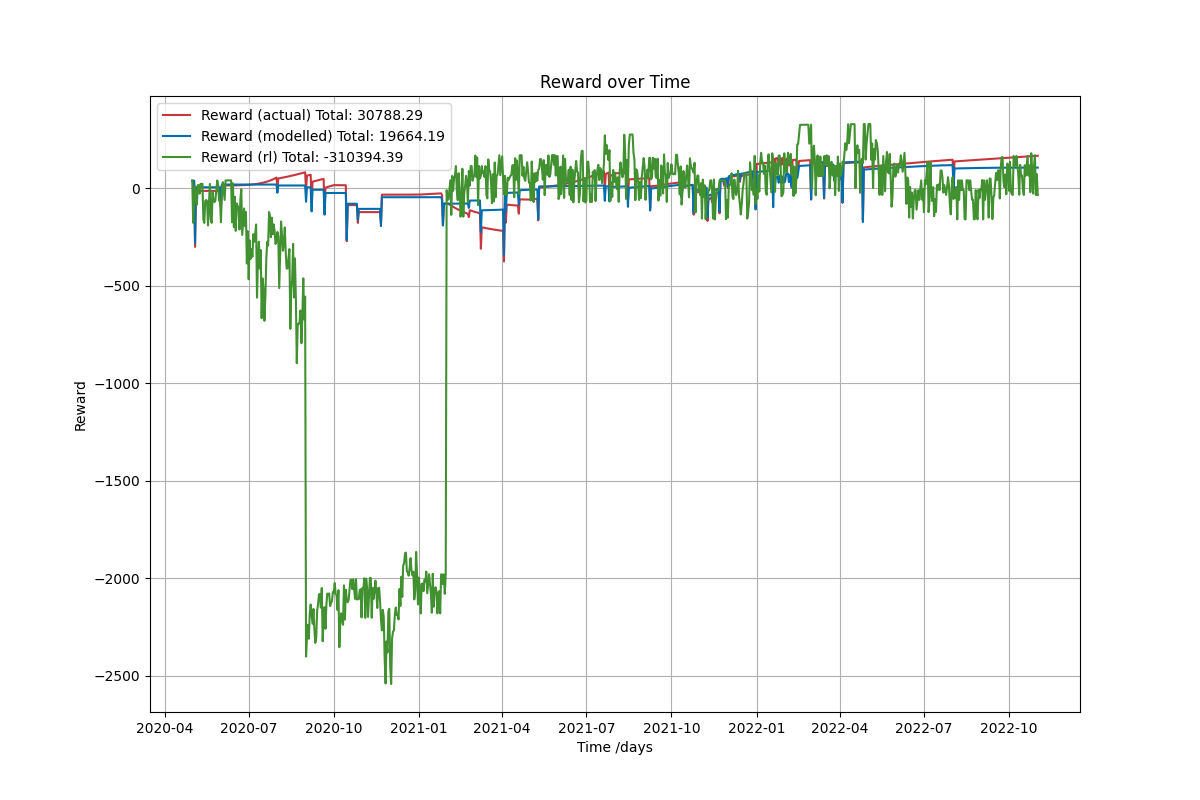 Reward over Time
Reward (actual) Total: 30788.29
Reward (modelled) Total: 19664.19
Reward (rl) Total: -310394.39
0
−500
−1000
−1500
−2000
−2500
Reward
2020-04 2020-07 2020-10 2021-01 2021-04 2021-07 2021-10 2022-01 2022-04 2022-07 2022-10
Time /days